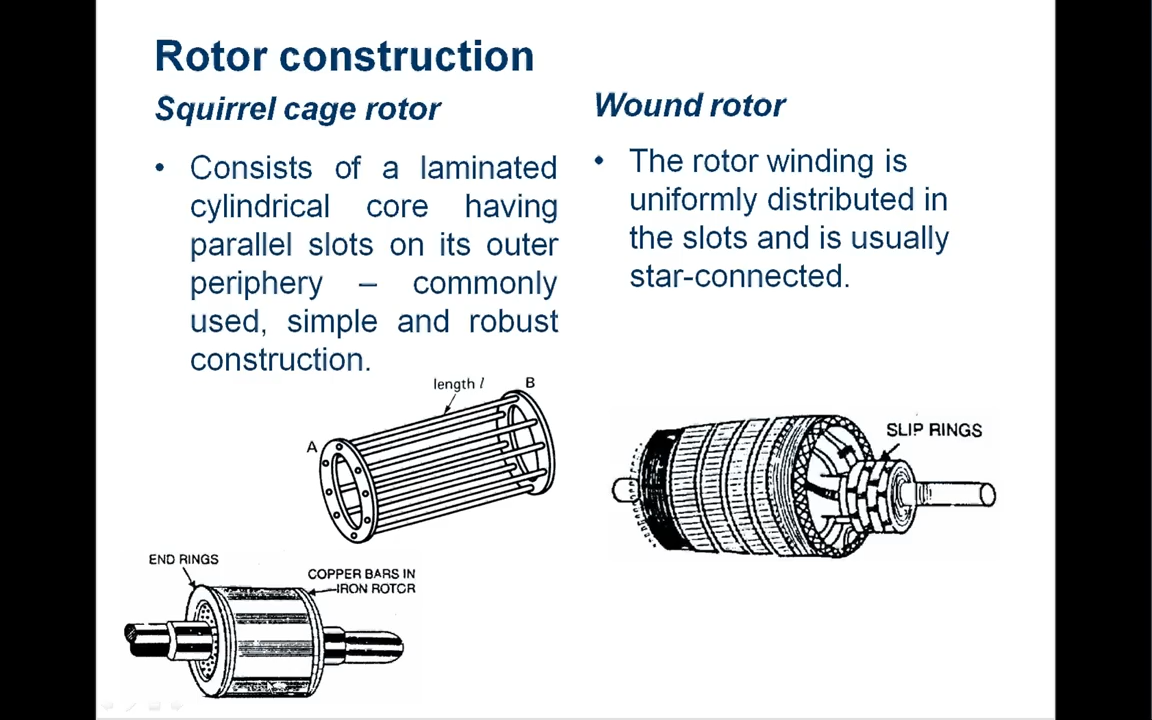 Rotor construction
Squirrel cage rotor
• Consists of a laminated
cylindrical core having
parallel slots on its outer
periphery – commonly
used, simple and robust
construction.
Wound rotor
• The rotor winding is
uniformly distributed in
the slots and is usually
star-connected.
length l
B
A
SLIP RINGS
END RINGS
COPPER BARS IN
IRON ROTOR